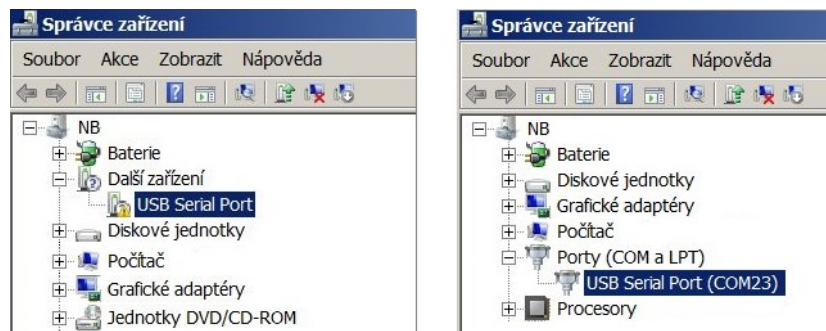 Správce zařízení
Soubor Akce Zobrazit Nápověda
NB
Baterie
Další zařízení
USB Serial Port
Diskové jednotky
Počítač
Grafické adaptéry
Jednotky DVD/CD-ROM
Správce zařízení
Soubor Akce Zobrazit Nápověda
NB
Baterie
Diskové jednotky
Grafické adaptéry
Počítač
Porty (COM a LPT)
USB Serial Port (COM23)
Procesory